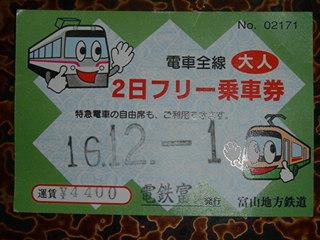 No. 02171
電車全線 大人
2日フリー乗車券
特急電車の自由席も、ご利用できます。
16.12.-1
運賃 ¥4400 電鉄富 発行 富山地方鉄道